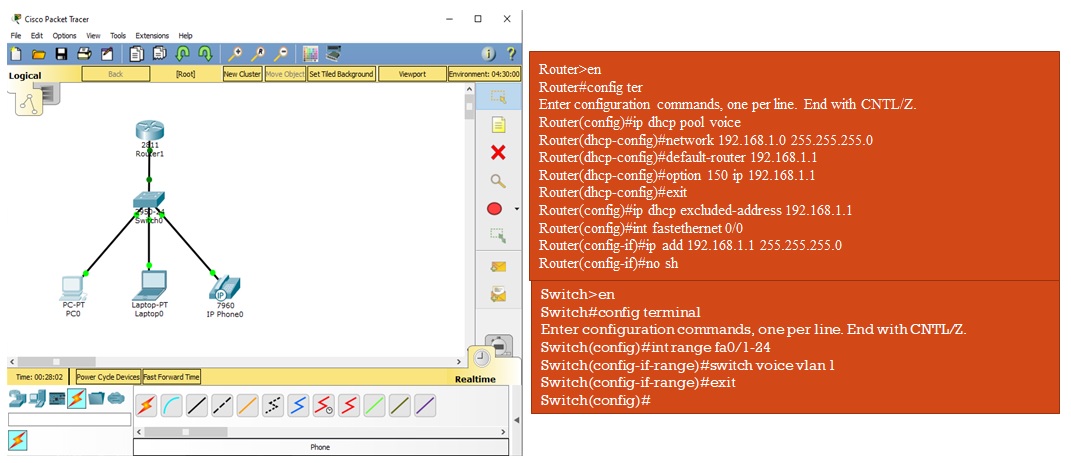 Cisco Packet Tracer
File Edit Options View Tools Extensions Help
Logical
Back
[Root]
New Cluster
Move Object
Set Tiled Background
Viewport
Environment: 04:30:00
2811
Router1
2950-24
Switch0
PC-PT
PC0
Laptop-PT
Laptop0
IP
7960
IP Phone0
Time: 00:28:02
Power Cycle Devices
Fast Forward Time
Realtime
Phone
Router>en
Router#config ter
Enter configuration commands, one per line. End with CNTL/Z.
Router(config)#ip dhcp pool voice
Router(dhcp-config)#network 192.168.1.0 255.255.255.0
Router(dhcp-config)#default-router 192.168.1.1
Router(dhcp-config)#option 150 ip 192.168.1.1
Router(dhcp-config)#exit
Router(config)#ip dhcp excluded-address 192.168.1.1
Router(config)#int fastethernet 0/0
Router(config-if)#ip add 192.168.1.1 255.255.255.0
Router(config-if)#no sh
Switch>en
Switch#config terminal
Enter configuration commands, one per line. End with CNTL/Z.
Switch(config)#int range fa0/1-24
Switch(config-if-range)#switch voice vlan 1
Switch(config-if-range)#exit
Switch(config)#